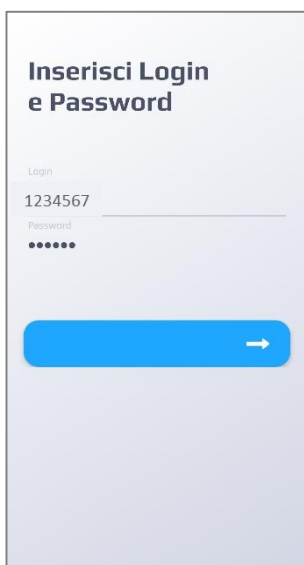 Inserisci Login
e Password
Login
1234567
Password
••••••